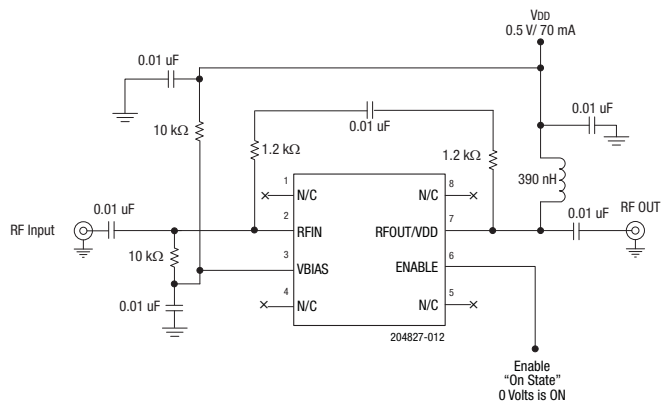 VDD
0.5 V/ 70 mA
0.01 uF
0.01 uF
0.01 uF
10 kΩ
1.2 kΩ
1.2 kΩ
390 nH
1
N/C
8
N/C
RF Input
0.01 uF
2
RFIN
7
RFOUT/VDD
0.01 uF
RF OUT
10 kΩ
3
VBIAS
6
ENABLE
0.01 uF
4
N/C
5
N/C
204827-012
Enable
“On State”
0 Volts is ON